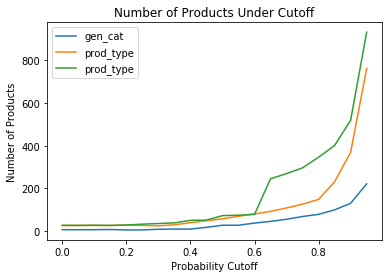 Number of Products Under Cutoff
gen_cat
prod_type
prod_type
Number of Products
800
600
400
200
0
0.0 0.2 0.4 0.6 0.8
Probability Cutoff